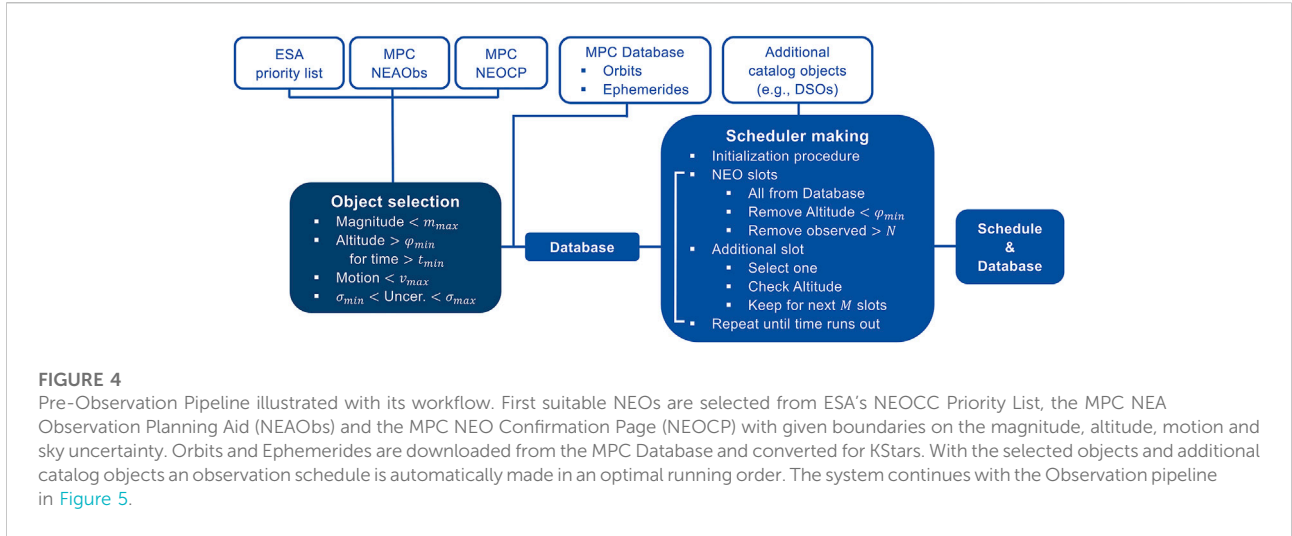 ESA
priority list
MPC
NEAObs
MPC
NEOCP
MPC Database
▪ Orbits
▪ Ephemerides
Additional
catalog objects
(e.g., DSOs)
Object selection
▪ Magnitude < m_max
▪ Altitude > φ_min
for time > t_min
▪ Motion < v_max
▪ σ_min < Uncer. < σ_max
Database
Scheduler making
▪ Initialization procedure
▪ NEO slots
▪ All from Database
▪ Remove Altitude < φ_min
▪ Remove observed > N
▪ Additional slot
▪ Select one
▪ Check Altitude
▪ Keep for next M slots
▪ Repeat until time runs out
Schedule
&
Database
FIGURE 4
Pre-Observation Pipeline illustrated with its workflow. First suitable NEOs are selected from ESA's NEOCC Priority List, the MPC NEA
Observation Planning Aid (NEAObs) and the MPC NEO Confirmation Page (NEOCP) with given boundaries on the magnitude, altitude, motion and
sky uncertainty. Orbits and Ephemerides are downloaded from the MPC Database and converted for KStars. With the selected objects and additional
catalog objects an observation schedule is automatically made in an optimal running order. The system continues with the Observation pipeline
in Figure 5.